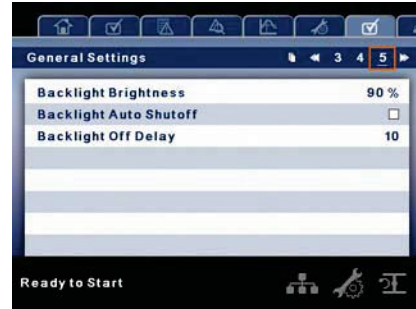 General Settings 3 4 5
Backlight Brightness 90 %
Backlight Auto Shutoff
Backlight Off Delay 10
Ready to Start